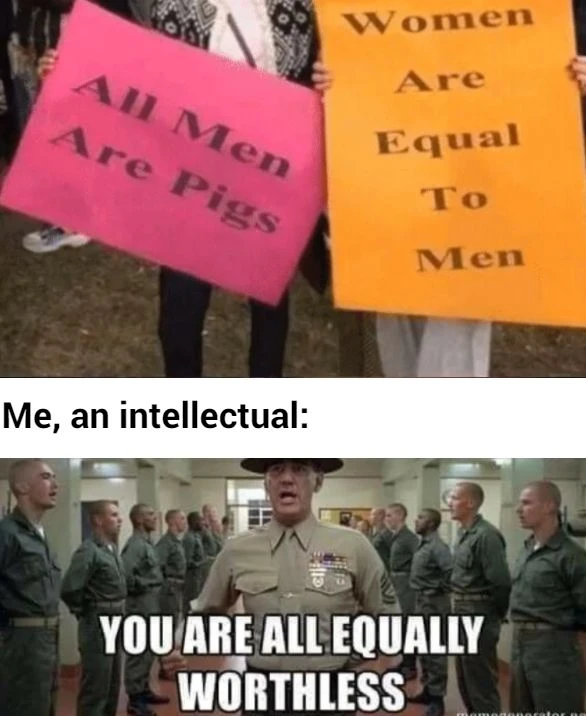 All Men
Are Pigs
Women
Are
Equal
To
Men
Me, an intellectual:
YOU ARE ALL EQUALLY
WORTHLESS